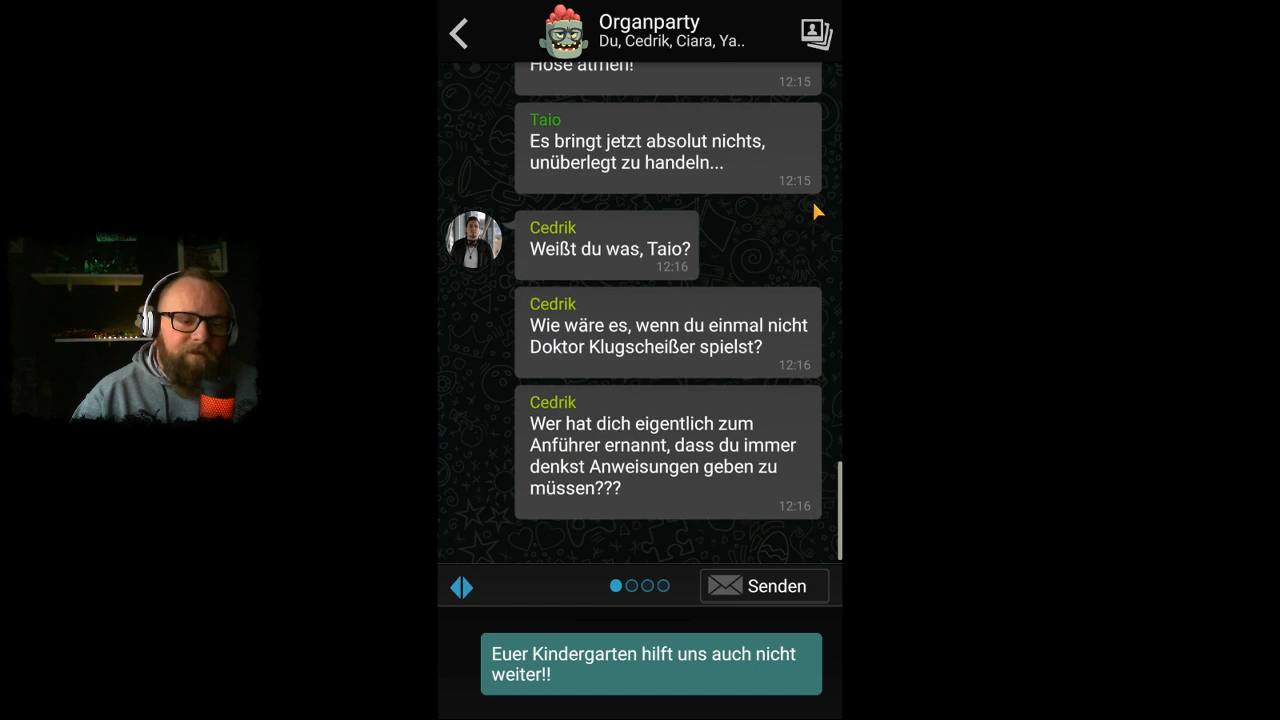 Organparty
Du, Cedrik, Ciara, Ya..
Hose atmen!
12:15
Taio
Es bringt jetzt absolut nichts,
unüberlegt zu handeln...
12:15
Cedrik
Weißt du was, Taio?
12:16
Cedrik
Wie wäre es, wenn du einmal nicht
Doktor Klugscheißer spielst?
12:16
Cedrik
Wer hat dich eigentlich zum
Anführer ernannt, dass du immer
denkst Anweisungen geben zu
müssen???
12:16
Senden
Euer Kindergarten hilft uns auch nicht
weiter!!